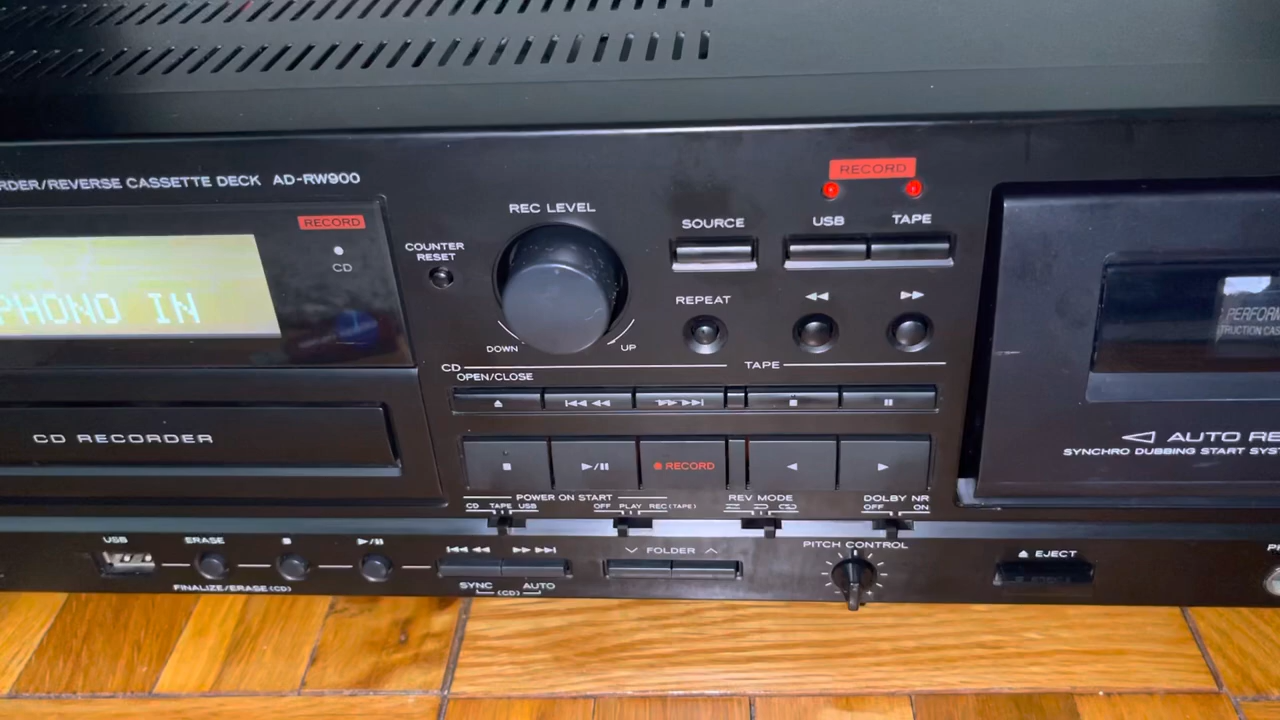 RDER/REVERSE CASSETTE DECK AD-RW900
RECORD
CD
PHONO IN
CD RECORDER
COUNTER
RESET
REC LEVEL
DOWN
UP
SOURCE
RECORD
USB
TAPE
REPEAT
CD
TAPE
OPEN/CLOSE
RECORD
POWER ON START
CD TAPE USB
OFF PLAY REC (TAPE)
REV MODE
DOLBY NR
OFF ON
PERFORM
TRUCTION CAS
AUTO RE
SYNCHRO DUBBING START SYST
USB
ERASE
FINALIZE/ERASE (CD)
SYNC (CD) AUTO
FOLDER
PITCH CONTROL
EJECT